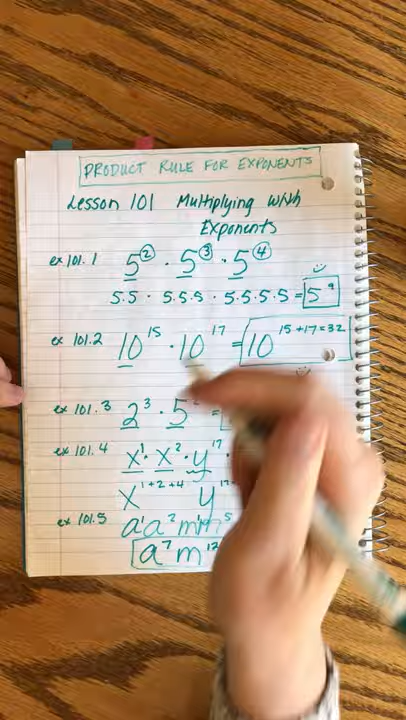 PRODUCT RULE FOR EXPONENTS
Lesson 101 Multiplying with
Exponents
ex 101.1 5² · 5³ · 5⁴
5·5 · 5·5·5 · 5·5·5·5 = 5⁹
ex 101.2 10¹⁵ · 10¹⁷ = 10¹⁵⁺¹⁷⁼³²
ex 101.3 2³ · 5
ex 101.4 x¹ · x² · y¹⁷ ·
x¹⁺²⁺⁴ y
ex 101.5 a a² m
a⁷ m